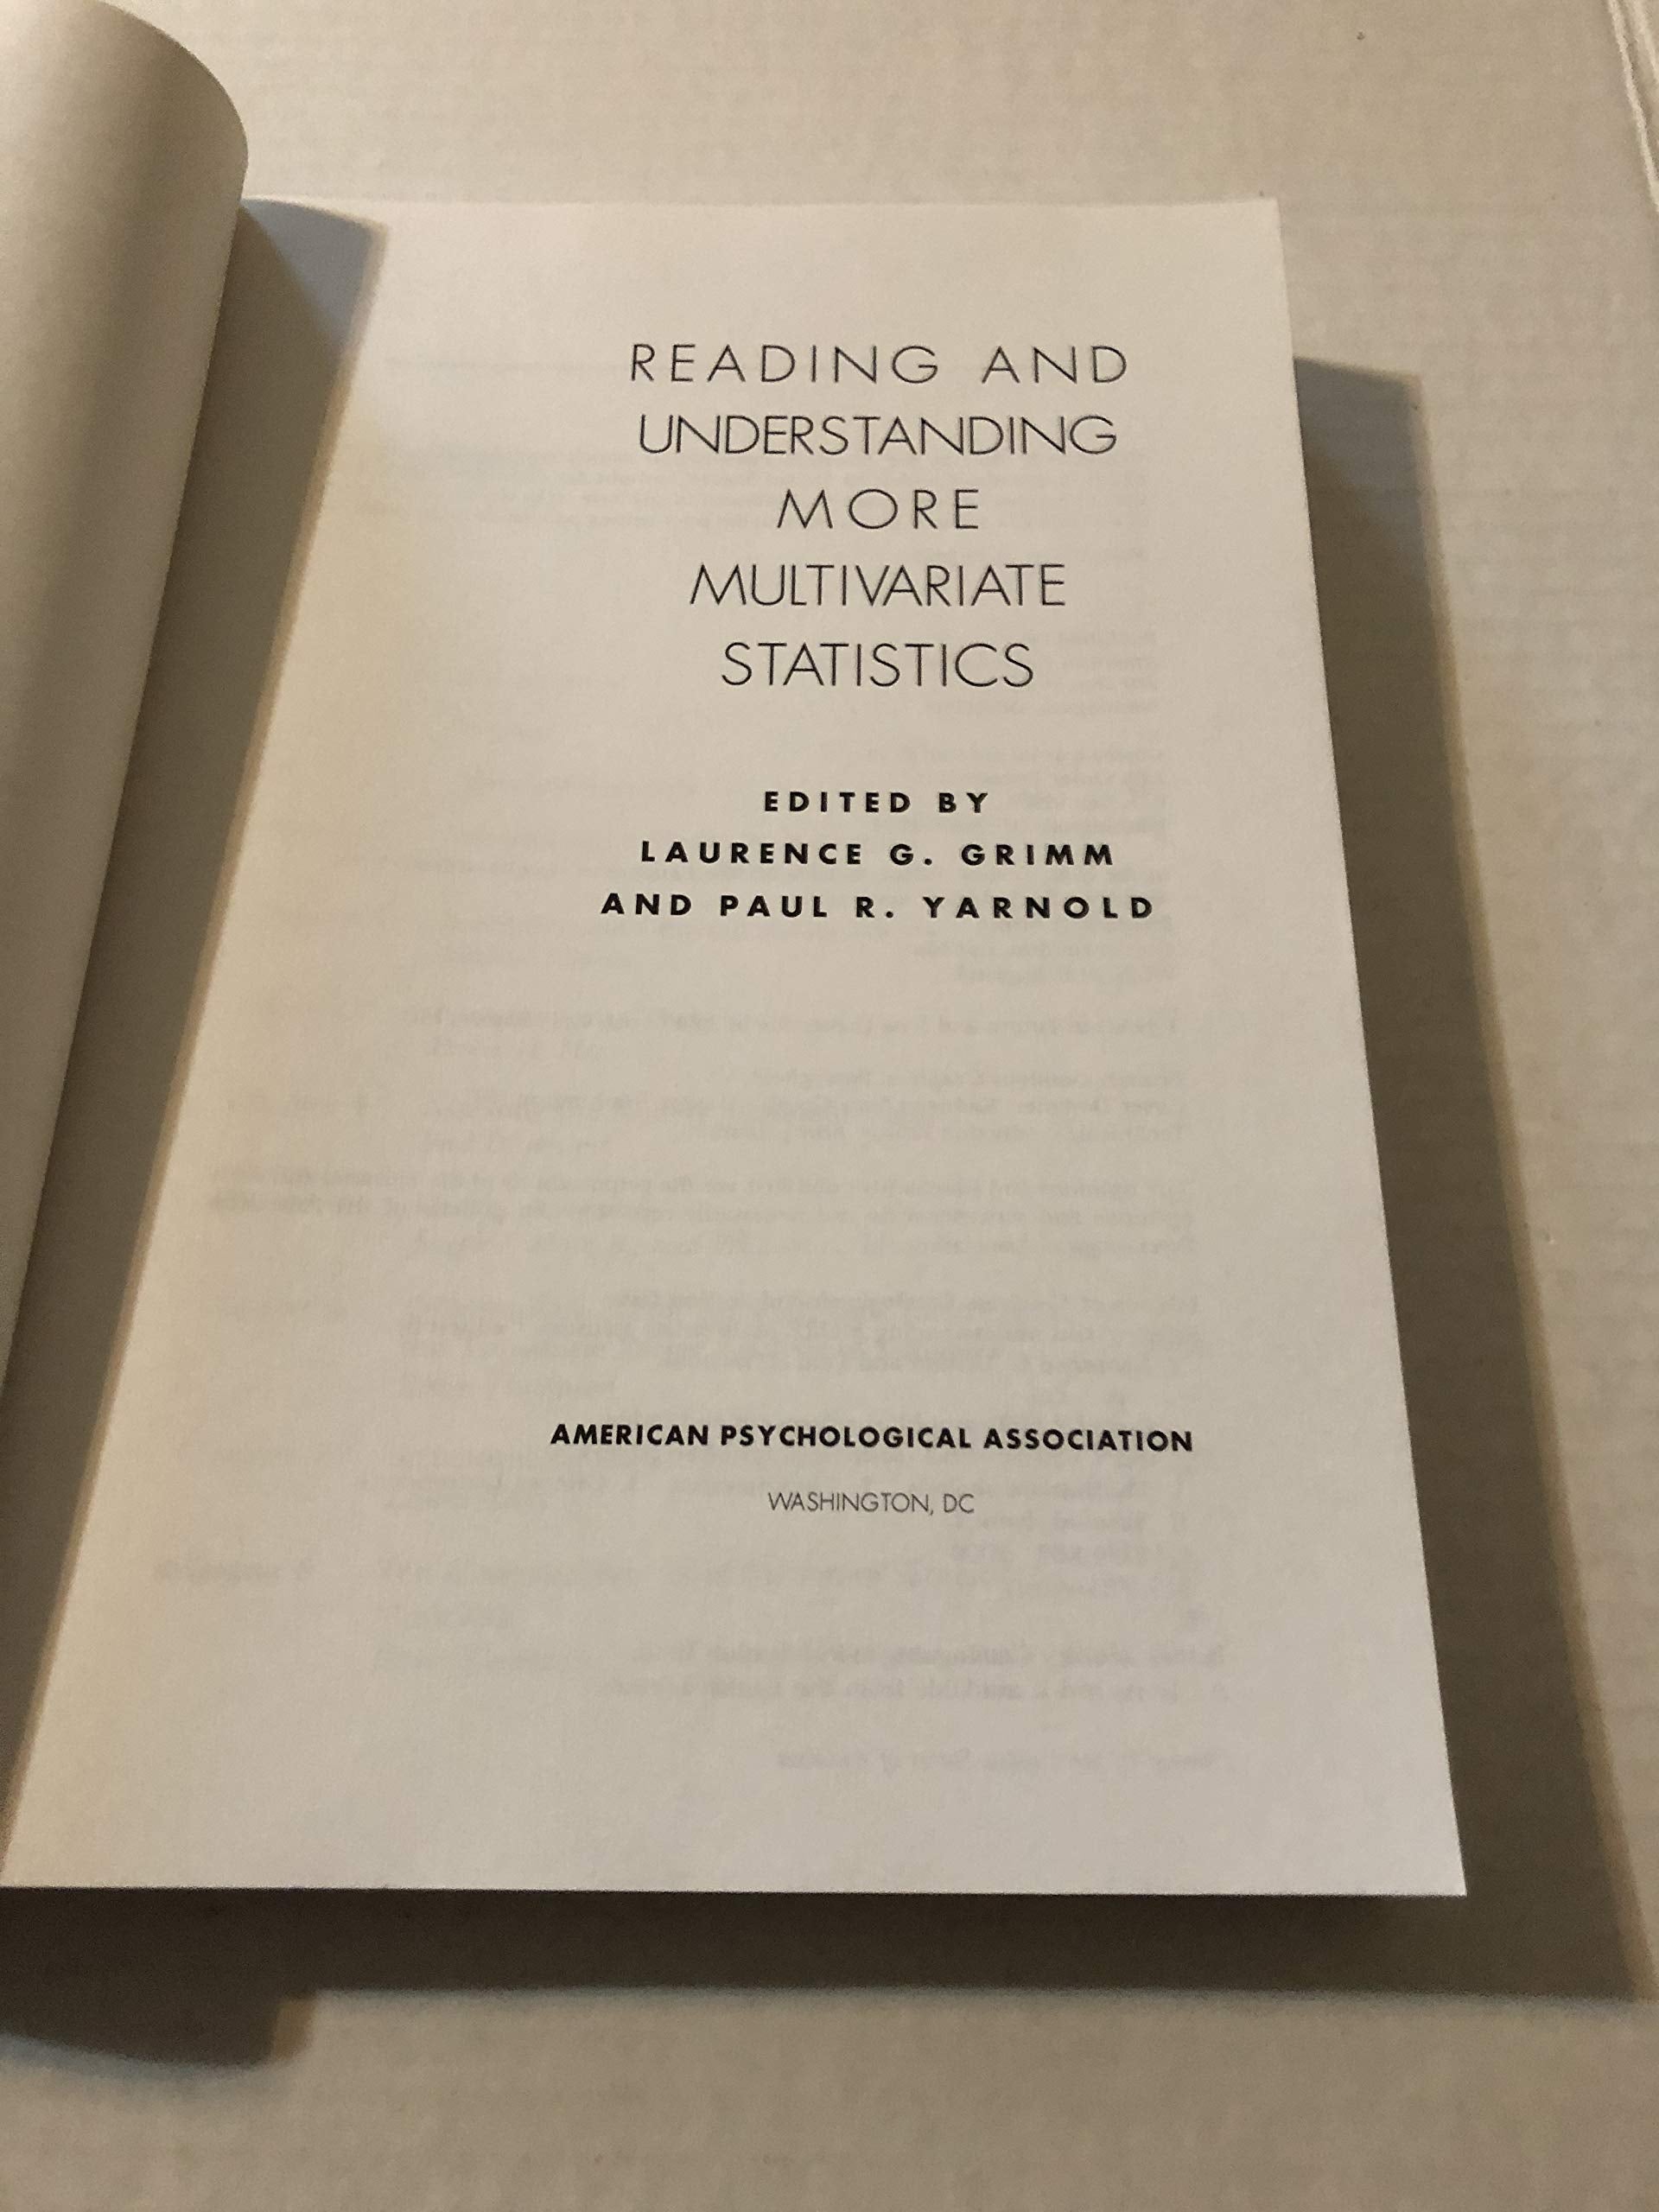 READING AND
UNDERSTANDING
MORE
MULTIVARIATE
STATISTICS
EDITED BY
LAURENCE G. GRIMM
AND PAUL R. YARNOLD
AMERICAN PSYCHOLOGICAL ASSOCIATION
WASHINGTON, DC